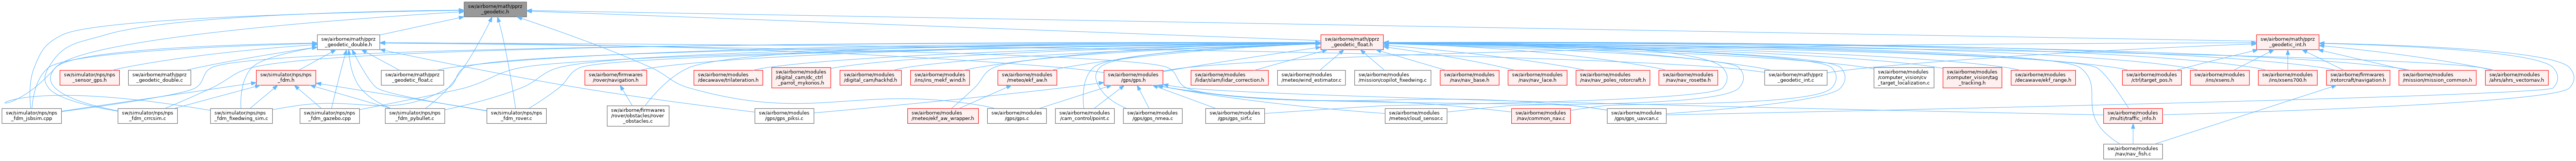 sw/airborne/math/pprz
_geodetic.h
sw/airborne/math/pprz
_geodetic_double.h
sw/airborne/math/pprz
_geodetic_float.h
sw/airborne/math/pprz
_geodetic_int.h
sw/simulator/nps/nps
_sensor_gps.h
sw/airborne/math/pprz
_geodetic_double.c
sw/simulator/nps/nps
_fdm.h
sw/airborne/math/pprz
_geodetic_float.c
sw/airborne/firmwares
/rover/navigation.h
sw/airborne/modules
/decawave/trilateration.h
sw/airborne/modules
/digital_cam/dc_ctrl
_parrot_mykonos.h
sw/airborne/modules
/digital_cam/hackhd.h
sw/airborne/modules
/ins/ins_mekf_wind.h
sw/airborne/modules
/meteo/ekf_aw.h
sw/airborne/modules
/gps/gps.h
sw/airborne/modules
/lidar/slam/lidar_correction.h
sw/airborne/modules
/meteo/wind_estimator.c
sw/airborne/modules
/mission/copilot_fixedwing.c
sw/airborne/modules
/nav/nav_base.h
sw/airborne/modules
/nav/nav_lace.h
sw/airborne/modules
/nav/nav_poles_rotorcraft.h
sw/airborne/modules
/nav/nav_rosette.h
sw/airborne/math/pprz
_geodetic_int.c
sw/airborne/modules
/computer_vision/cv
_target_localization.c
sw/airborne/modules
/computer_vision/tag
_tracking.h
sw/airborne/modules
/decawave/ekf_range.h
sw/airborne/modules
/ctrl/target_pos.h
sw/airborne/modules
/ins/xsens.h
sw/airborne/modules
/ins/xsens700.h
sw/airborne/firmwares
/rotorcraft/navigation.h
sw/airborne/modules
/mission/mission_common.h
sw/airborne/modules
/ahrs/ahrs_vectornav.h
sw/simulator/nps/nps
_fdm_jsbsim.cpp
sw/simulator/nps/nps
_fdm_crrcsim.c
sw/simulator/nps/nps
_fdm_fixedwing_sim.c
sw/simulator/nps/nps
_fdm_gazebo.cpp
sw/simulator/nps/nps
_fdm_pybullet.c
sw/simulator/nps/nps
_fdm_rover.c
sw/airborne/firmwares
/rover/obstacles/rover
_obstacles.c
sw/airborne/modules
/gps/gps_piksi.c
sw/airborne/modules
/meteo/ekf_aw_wrapper.h
sw/airborne/modules
/gps/gps.c
sw/airborne/modules
/cam_control/point.c
sw/airborne/modules
/gps/gps_nmea.c
sw/airborne/modules
/gps/gps_sirf.c
sw/airborne/modules
/meteo/cloud_sensor.c
sw/airborne/modules
/nav/common_nav.c
sw/airborne/modules
/gps/gps_uavcan.c
sw/airborne/modules
/multi/traffic_info.h
sw/airborne/modules
/nav/nav_fish.c